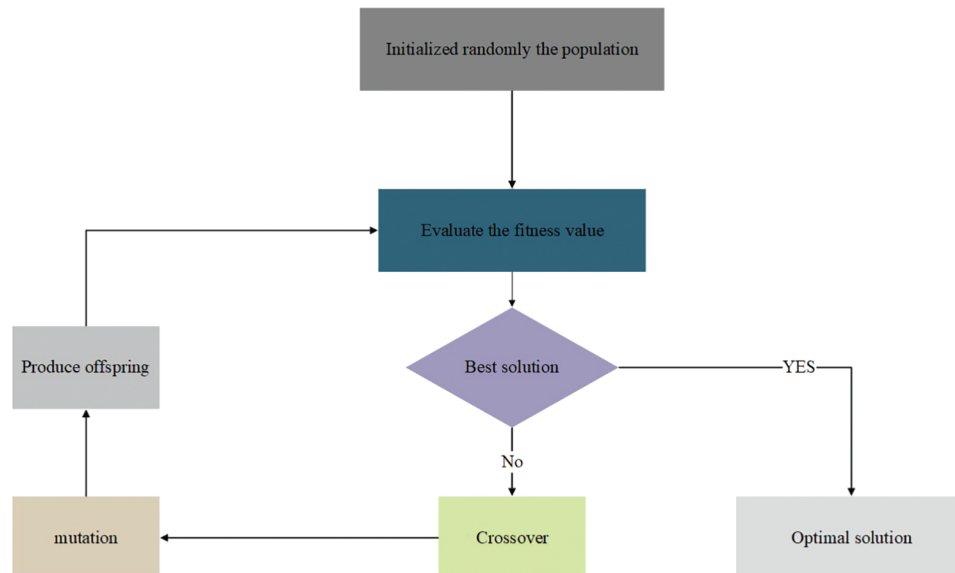 Initialized randomly the population
Evaluate the fitness value
Best solution
YES
Produce offspring
No
mutation
Crossover
Optimal solution